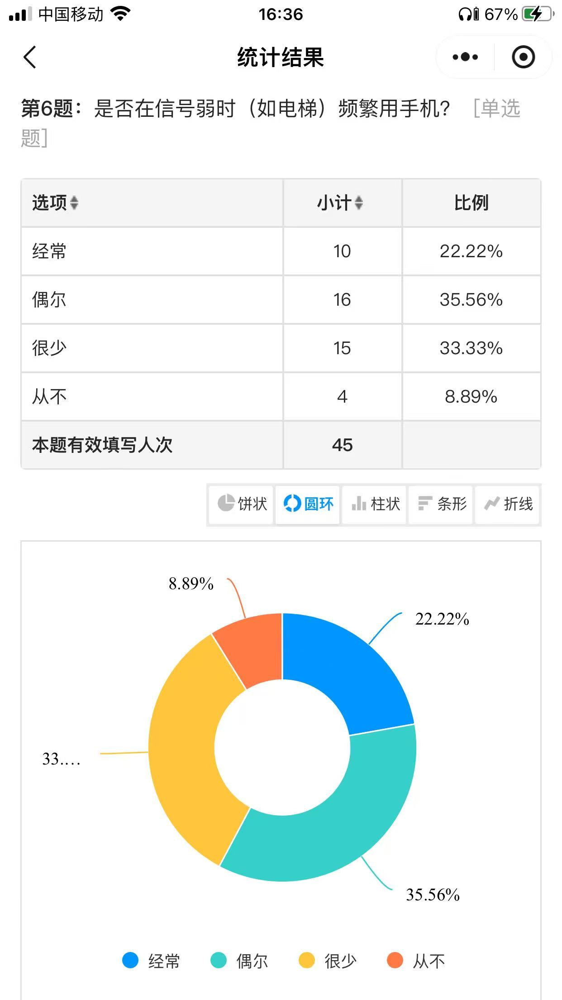 中国移动
16:36
67%
统计结果
第6题：是否在信号弱时（如电梯）频繁用手机？ [单选
题]
选项 小计 比例
经常 10 22.22%
偶尔 16 35.56%
很少 15 33.33%
从不 4 8.89%
本题有效填写人次 45
饼状 圆环 柱状 条形 折线
8.89%
22.22%
33.…
35.56%
经常 偶尔 很少 从不